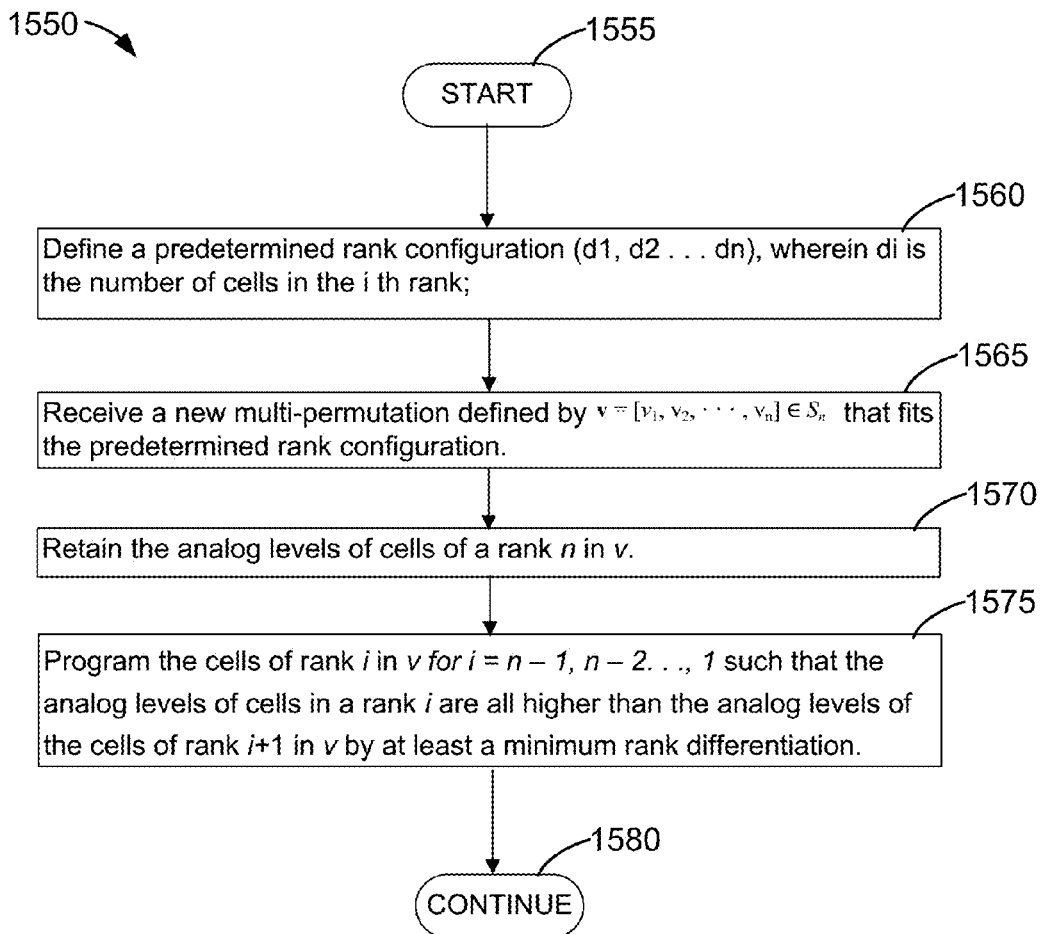 1550
1555
START
1560
Define a predetermined rank configuration (d1, d2 . . . dn), wherein di is
the number of cells in the i th rank;
1565
Receive a new multi-permutation defined by v = [v₁, v₂, · · · , vₙ] ∈ Sₙ that fits
the predetermined rank configuration.
1570
Retain the analog levels of cells of a rank n in v.
1575
Program the cells of rank i in v for i = n – 1, n – 2. . ., 1 such that the
analog levels of cells in a rank i are all higher than the analog levels of
the cells of rank i+1 in v by at least a minimum rank differentiation.
1580
CONTINUE